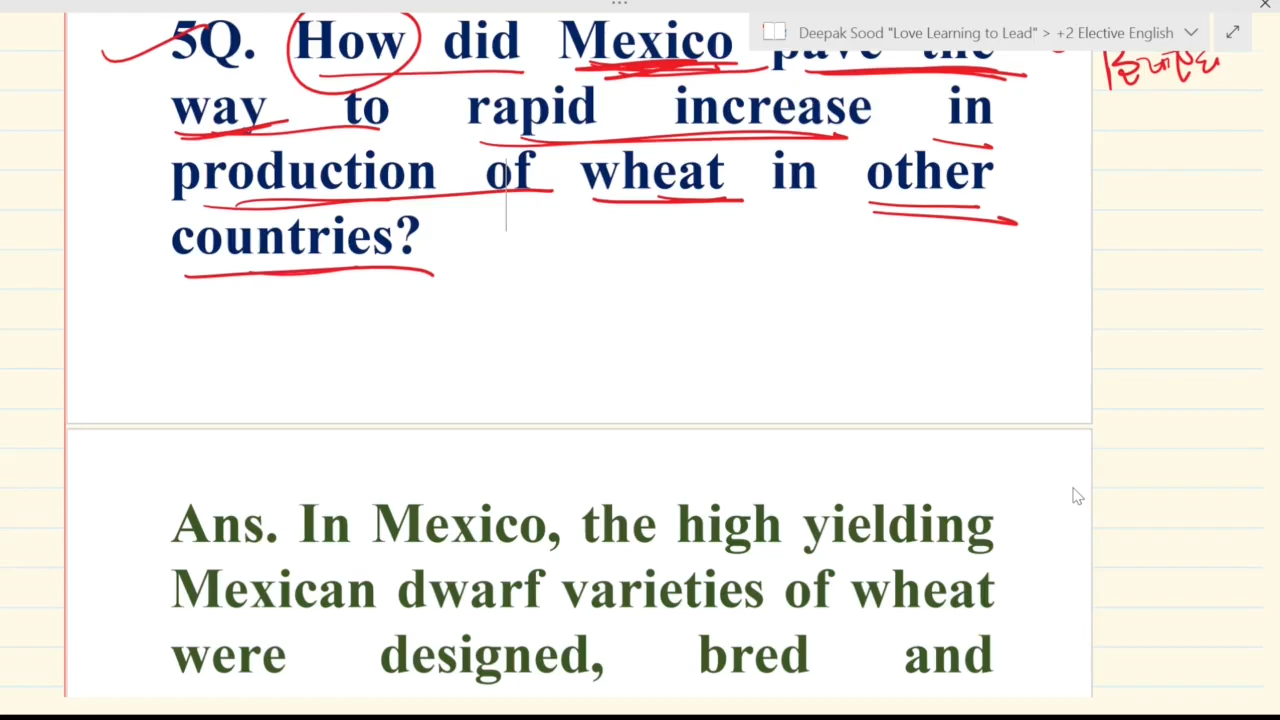 Deepak Sood "Love Learning to Lead" > +2 Elective English
5Q. How did Mexico pave the
way to rapid increase in
production of wheat in other
countries?
Ans. In Mexico, the high yielding
Mexican dwarf varieties of wheat
were designed, bred and